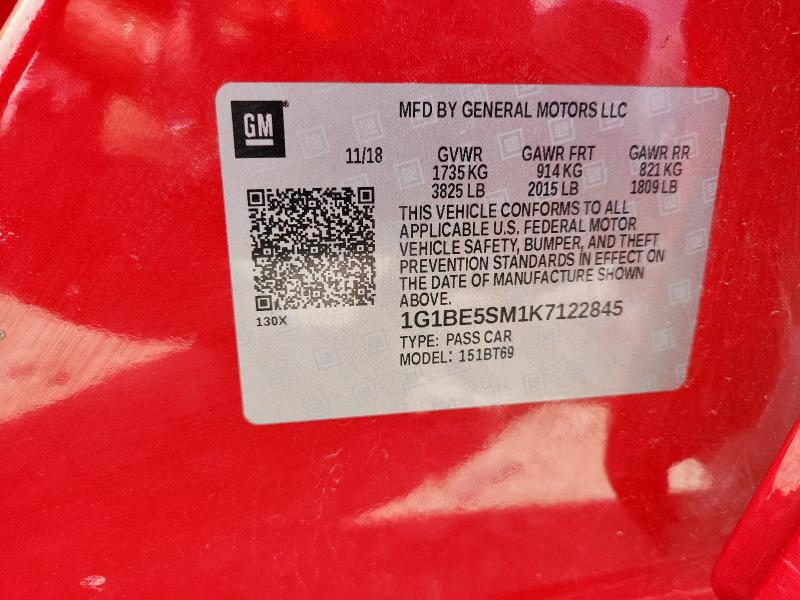 GM
MFD BY GENERAL MOTORS LLC
11/18 GVWR GAWR FRT GAWR RR
1735 KG 914 KG 821 KG
3825 LB 2015 LB 1809 LB
THIS VEHICLE CONFORMS TO ALL
APPLICABLE U.S. FEDERAL MOTOR
VEHICLE SAFETY, BUMPER, AND THEFT
PREVENTION STANDARDS IN EFFECT ON
THE DATE OF MANUFACTURE SHOWN
ABOVE.
130X
1G1BE5SM1K7122845
TYPE: PASS CAR
MODEL: 151BT69